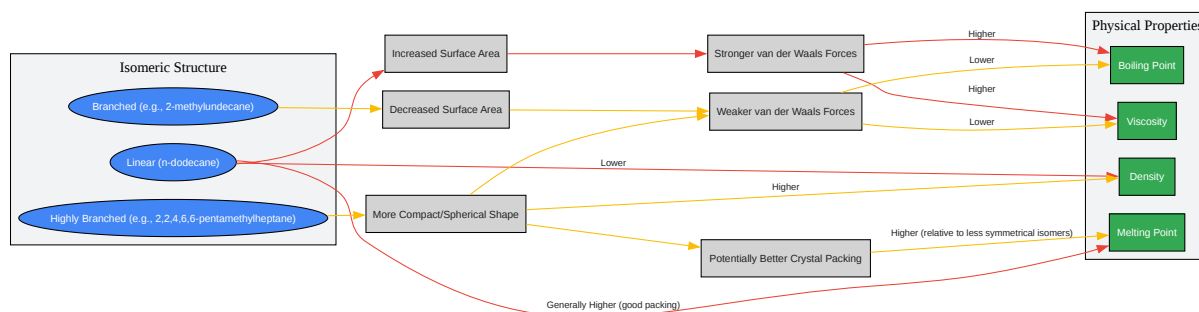 Isomeric Structure
Branched (e.g., 2-methylundecane)
Linear (n-dodecane)
Highly Branched (e.g., 2,2,4,6,6-pentamethylheptane)
Increased Surface Area
Decreased Surface Area
More Compact/Spherical Shape
Stronger van der Waals Forces
Weaker van der Waals Forces
Potentially Better Crystal Packing
Higher
Lower
Higher
Lower
Lower
Higher
Higher (relative to less symmetrical isomers)
Generally Higher (good packing)
Physical Properties
Boiling Point
Viscosity
Density
Melting Point